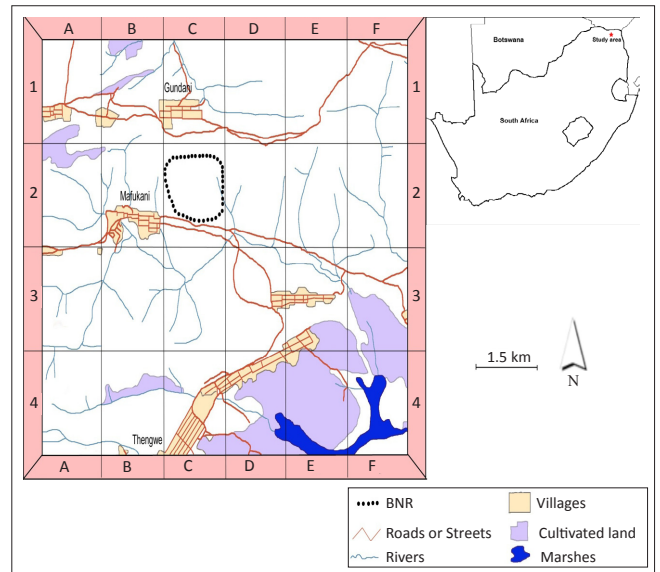 A B C D E F
Botswana
Study area
1 Gundani 1
South Africa
2 Mafukani 2
3 3
1.5 km
N
4 Thengwe 4
A B C D E F
BNR Villages
Roads or Streets Cultivated land
Rivers Marshes